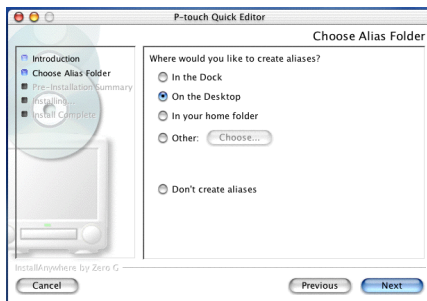 P-touch Quick Editor
Choose Alias Folder
Introduction
Choose Alias Folder
Pre-Installation Summary
Installing...
Install Complete
Where would you like to create aliases?
In the Dock
On the Desktop
In your home folder
Other: Choose...
Don't create aliases
InstallAnywhere by Zero G
Cancel Previous Next